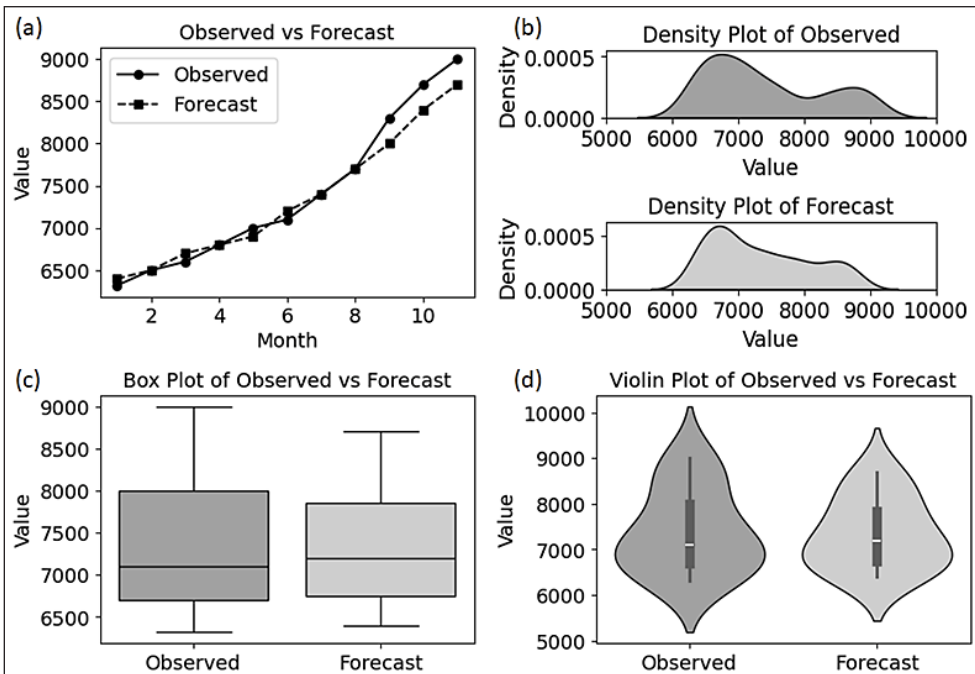 (a)
Observed vs Forecast
9000
8500
8000
7500
7000
6500
Value
Observed
Forecast
2 4 6 8 10
Month
(b)
Density Plot of Observed
0.0005
0.0000
Density
5000 6000 7000 8000 9000 10000
Value
Density Plot of Forecast
0.0005
0.0000
Density
5000 6000 7000 8000 9000 10000
Value
(c)
Box Plot of Observed vs Forecast
9000
8500
8000
7500
7000
6500
Value
Observed Forecast
(d)
Violin Plot of Observed vs Forecast
10000
9000
8000
7000
6000
5000
Value
Observed Forecast